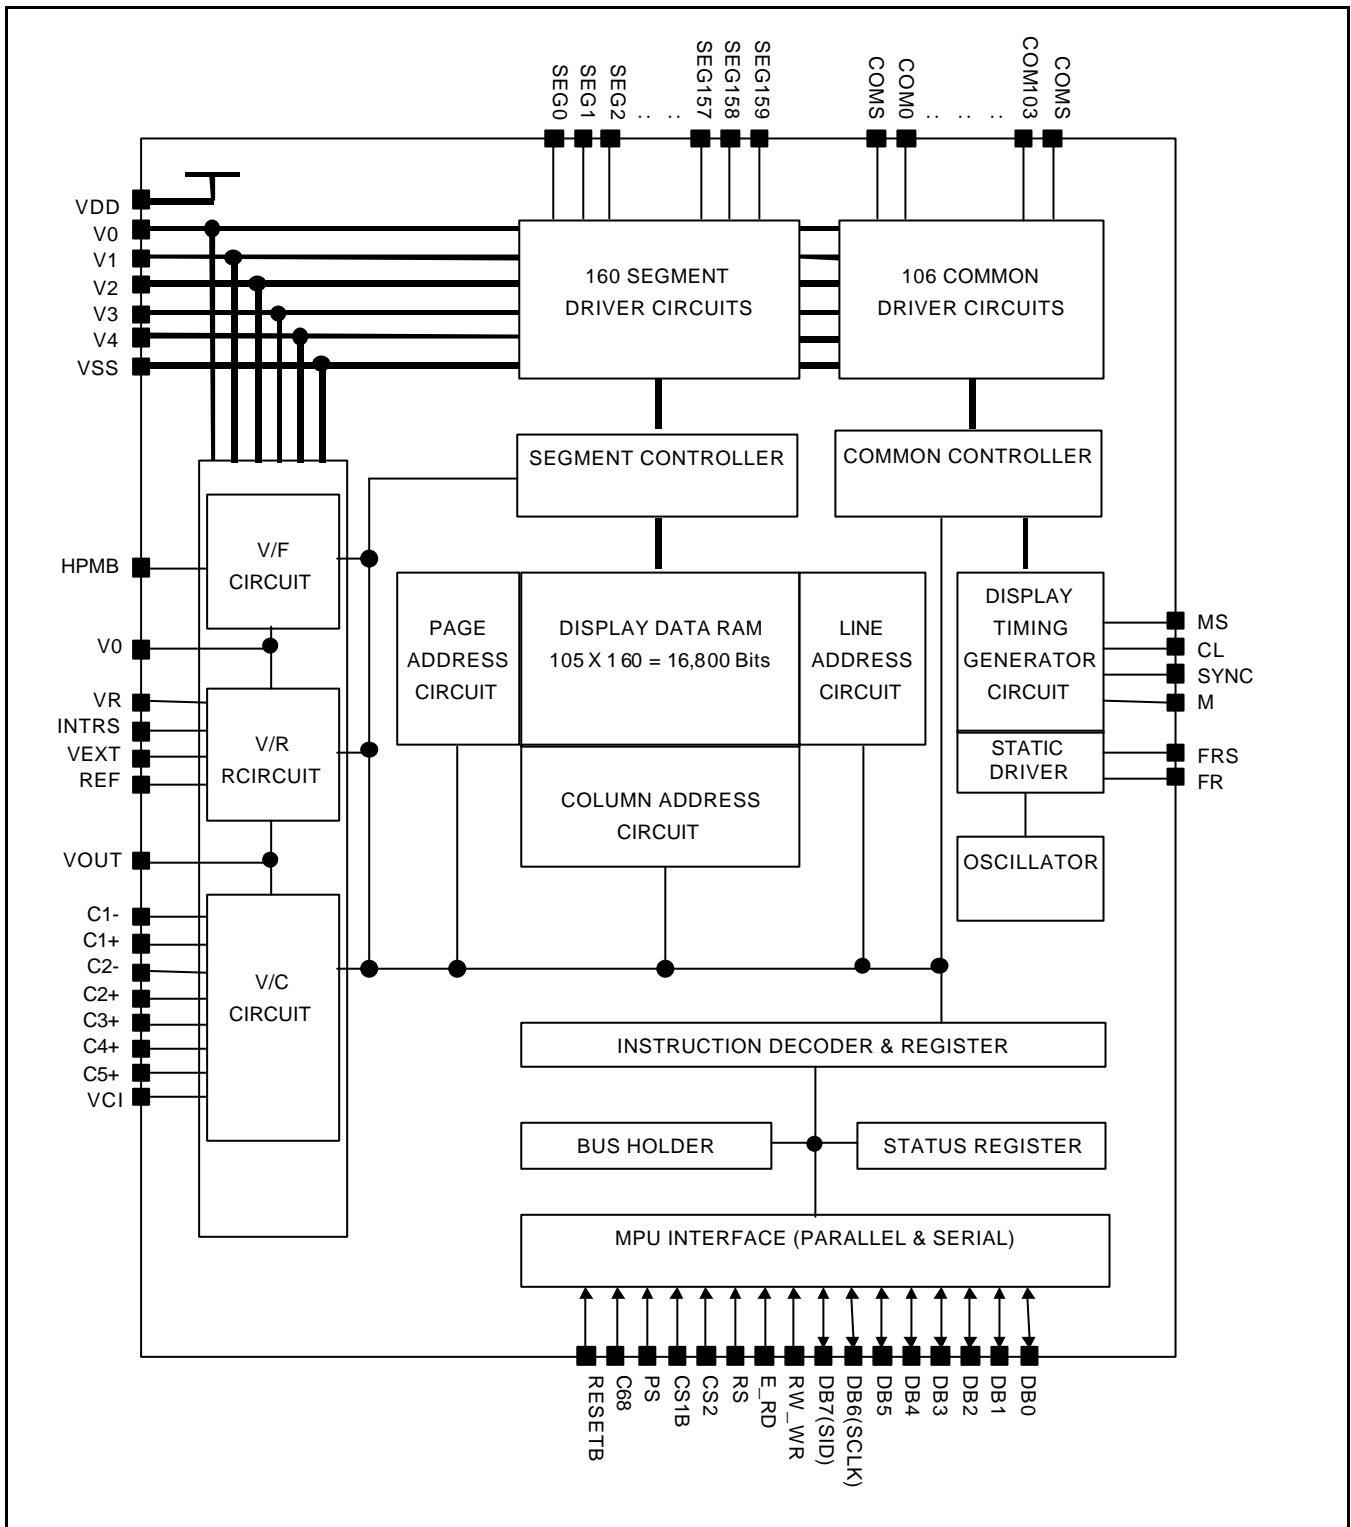 SEG0
SEG1
SEG2
.. ..
SEG157
SEG158
SEG159
COMS
COM0
.. .. ..
COM103
COMS
VDD
V0
V1
V2
V3
V4
VSS
160 SEGMENT
DRIVER CIRCUITS
106 COMMON
DRIVER CIRCUITS
SEGMENT CONTROLLER
COMMON CONTROLLER
HPMB
V0
VR
INTRS
VEXT
REF
VOUT
C1-
C1+
C2-
C2+
C3+
C4+
C5+
VCI
V/F
CIRCUIT
V/R
RCIRCUIT
V/C
CIRCUIT
PAGE
ADDRESS
CIRCUIT
DISPLAY DATA RAM
105 X 160 = 16,800 Bits
LINE
ADDRESS
CIRCUIT
COLUMN ADDRESS
CIRCUIT
DISPLAY
TIMING
GENERATOR
CIRCUIT
STATIC
DRIVER
OSCILLATOR
MS
CL
SYNC
M
FRS
FR
INSTRUCTION DECODER & REGISTER
BUS HOLDER
STATUS REGISTER
MPU INTERFACE (PARALLEL & SERIAL)
RESETB
C68
PS
CS1B
CS2
RS
E_RD
RW_WR
DB7(SID)
DB6(SCLK)
DB5
DB4
DB3
DB2
DB1
DB0